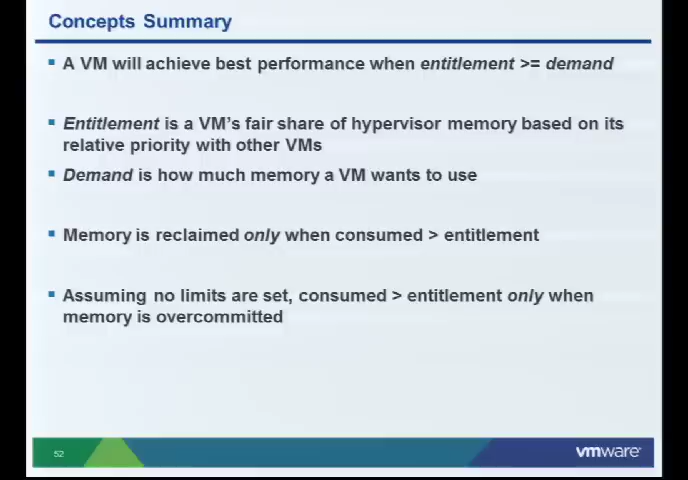 Concepts Summary
A VM will achieve best performance when entitlement >= demand
Entitlement is a VM's fair share of hypervisor memory based on its
relative priority with other VMs
Demand is how much memory a VM wants to use
Memory is reclaimed only when consumed > entitlement
Assuming no limits are set, consumed > entitlement only when
memory is overcommitted
52
vmware